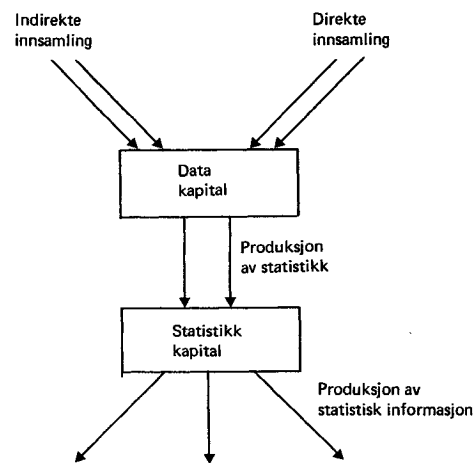 Indirekte
innsamling
Direkte
innsamling
Data
kapital
Produksjon
av statistikk
Statistikk
kapital
Produksjon av
statistisk informasjon